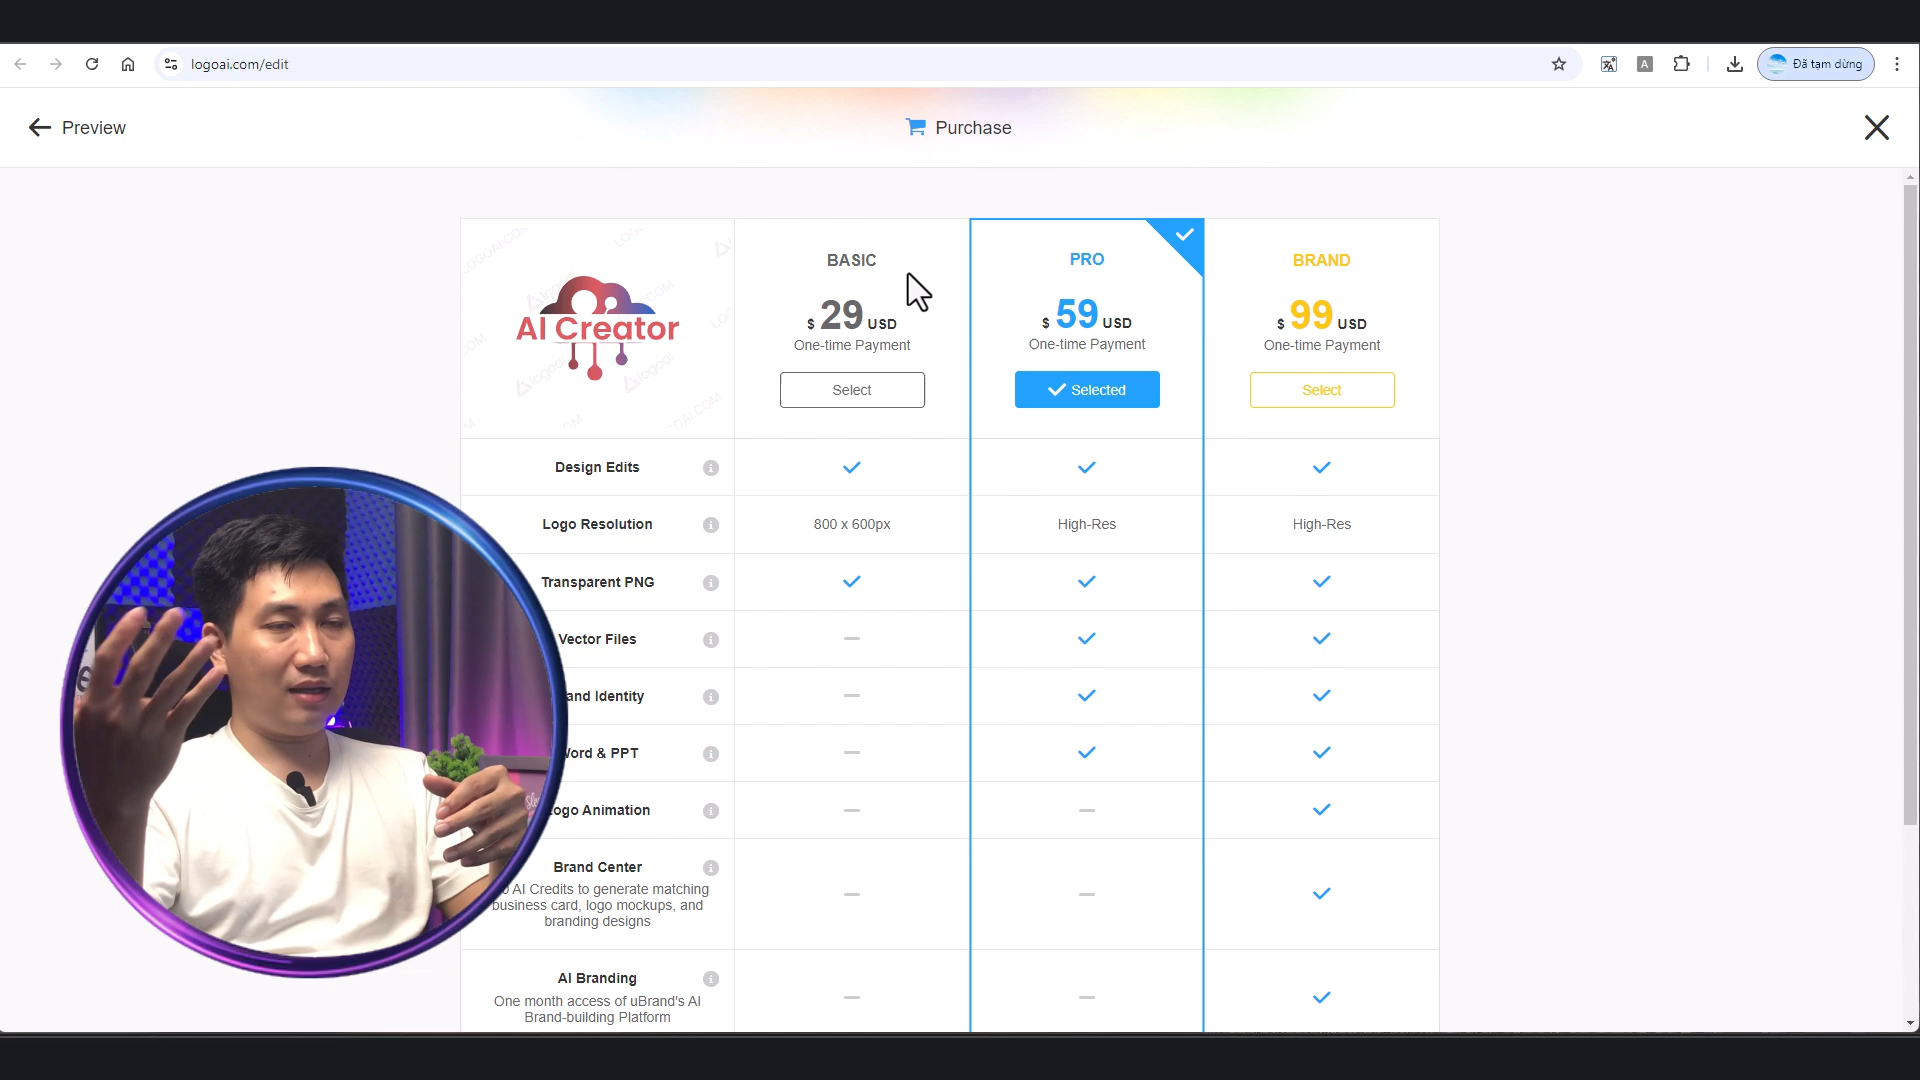 logoai.com/edit
A
Đã tạm dừng
Preview
Purchase
AI Creator
BASIC
$ 29 USD
One-time Payment
Select
PRO
$ 59 USD
One-time Payment
Selected
BRAND
$ 99 USD
One-time Payment
Select
Design Edits
Logo Resolution
800 x 600px
High-Res
High-Res
Transparent PNG
Vector Files
and Identity
Word & PPT
ogo Animation
Brand Center
0 AI Credits to generate matching
business card, logo mockups, and
branding designs
AI Branding
One month access of uBrand's AI
Brand-building Platform